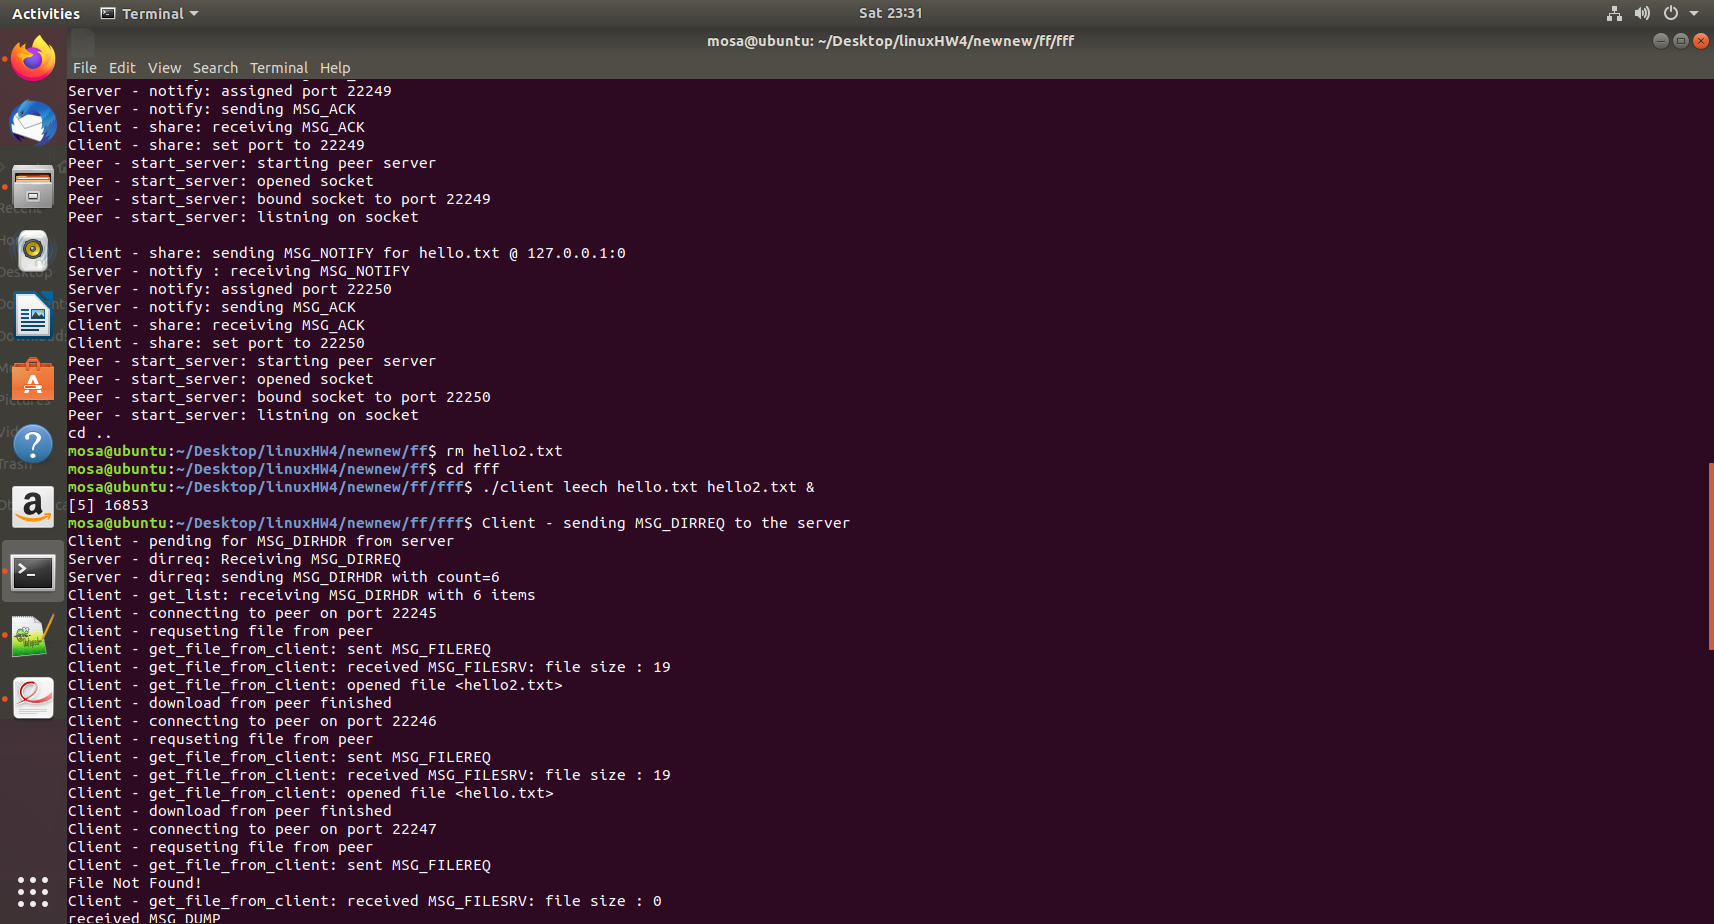 Activities Terminal Sat 23:31
mosa@ubuntu: ~/Desktop/linuxHW4/newnew/ff/fff
File Edit View Search Terminal Help
Server - notify: assigned port 22249
Server - notify: sending MSG_ACK
Client - share: receiving MSG_ACK
Client - share: set port to 22249
Peer - start_server: starting peer server
Peer - start_server: opened socket
Peer - start_server: bound socket to port 22249
Peer - start_server: listning on socket
Client - share: sending MSG_NOTIFY for hello.txt @ 127.0.0.1:0
Server - notify : receiving MSG_NOTIFY
Server - notify: assigned port 22250
Server - notify: sending MSG_ACK
Client - share: receiving MSG_ACK
Client - share: set port to 22250
Peer - start_server: starting peer server
Peer - start_server: opened socket
Peer - start_server: bound socket to port 22250
Peer - start_server: listning on socket
cd ..
mosa@ubuntu:~/Desktop/linuxHW4/newnew/ff$ rm hello2.txt
mosa@ubuntu:~/Desktop/linuxHW4/newnew/ff$ cd fff
mosa@ubuntu:~/Desktop/linuxHW4/newnew/ff/fff$ ./client leech hello.txt hello2.txt &
[5] 16853
mosa@ubuntu:~/Desktop/linuxHW4/newnew/ff/fff$ Client - sending MSG_DIRREQ to the server
Client - pending for MSG_DIRHDR from server
Server - dirreq: Receiving MSG_DIRREQ
Server - dirreq: sending MSG_DIRHDR with count=6
Client - get_list: receiving MSG_DIRHDR with 6 items
Client - connecting to peer on port 22245
Client - requseting file from peer
Client - get_file_from_client: sent MSG_FILEREQ
Client - get_file_from_client: received MSG_FILESRV: file size : 19
Client - get_file_from_client: opened file <hello2.txt>
Client - download from peer finished
Client - connecting to peer on port 22246
Client - requseting file from peer
Client - get_file_from_client: sent MSG_FILEREQ
Client - get_file_from_client: received MSG_FILESRV: file size : 19
Client - get_file_from_client: opened file <hello.txt>
Client - download from peer finished
Client - connecting to peer on port 22247
Client - requseting file from peer
Client - get_file_from_client: sent MSG_FILEREQ
File Not Found!
Client - get_file_from_client: received MSG_FILESRV: file size : 0
received MSG_DUMP